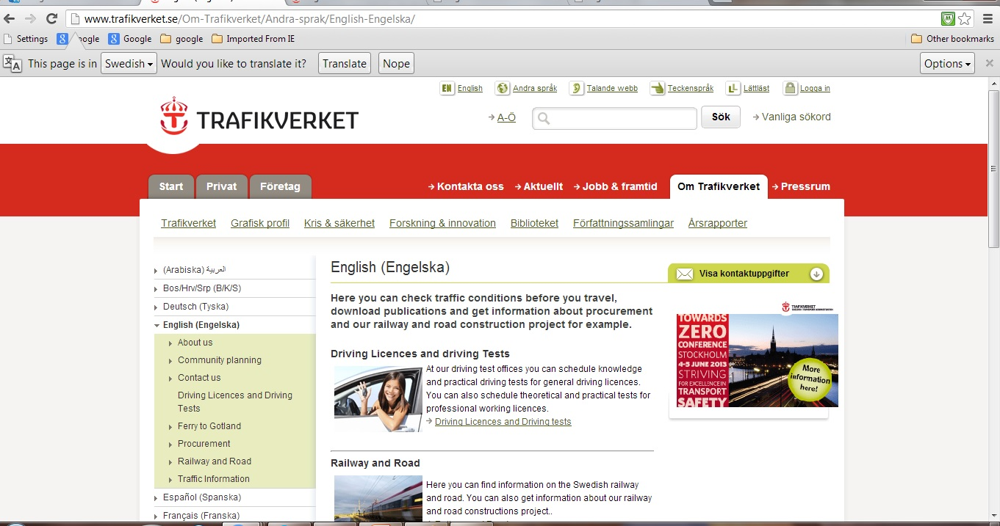 www.trafikverket.se/Om-Trafikverket/Andra-sprak/English-Engelska/
Settings
Google
google
Imported From IE
Other bookmarks
This page is in Swedish Would you like to translate it? Translate Nope Options
EN English Andra språk Talande webb Teckenspråk LL Lättläst Logga in
TRAFIKVERKET
A-Ö Sök Vanliga sökord
Start Privat Företag Kontakta oss Aktuellt Jobb & framtid Om Trafikverket Pressrum
Trafikverket Grafisk profil Kris & säkerhet Forskning & innovation Biblioteket Författningssamlingar Årsrapporter
(Arabiska) العربية
Bos/Hrv/Srp (B/K/S)
Deutsch (Tyska)
English (Engelska)
About us
Community planning
Contact us
Driving Licences and Driving
Tests
Ferry to Gotland
Procurement
Railway and Road
Traffic Information
Español (Spanska)
Français (Franska)
English (Engelska)
Here you can check traffic conditions before you travel,
download publications and get information about procurement
and our railway and road construction project for example.
Driving Licences and driving Tests
At our driving test offices you can schedule knowledge
and practical driving tests for general driving licences.
You can also schedule theoretical and practical tests for
professional working licences.
Driving Licences and Driving tests
Railway and Road
Here you can find information on the Swedish railway
and road. You can also get information about our railway
and road constructions project..
Visa kontaktuppgifter
TRAFIKVERKET
TOWARDS
ZERO
CONFERENCE
STOCKHOLM
4-5 JUNE 2013
STRIVING
FOR EXCELLENCE IN
TRANSPORT
SAFETY
More
information
here!